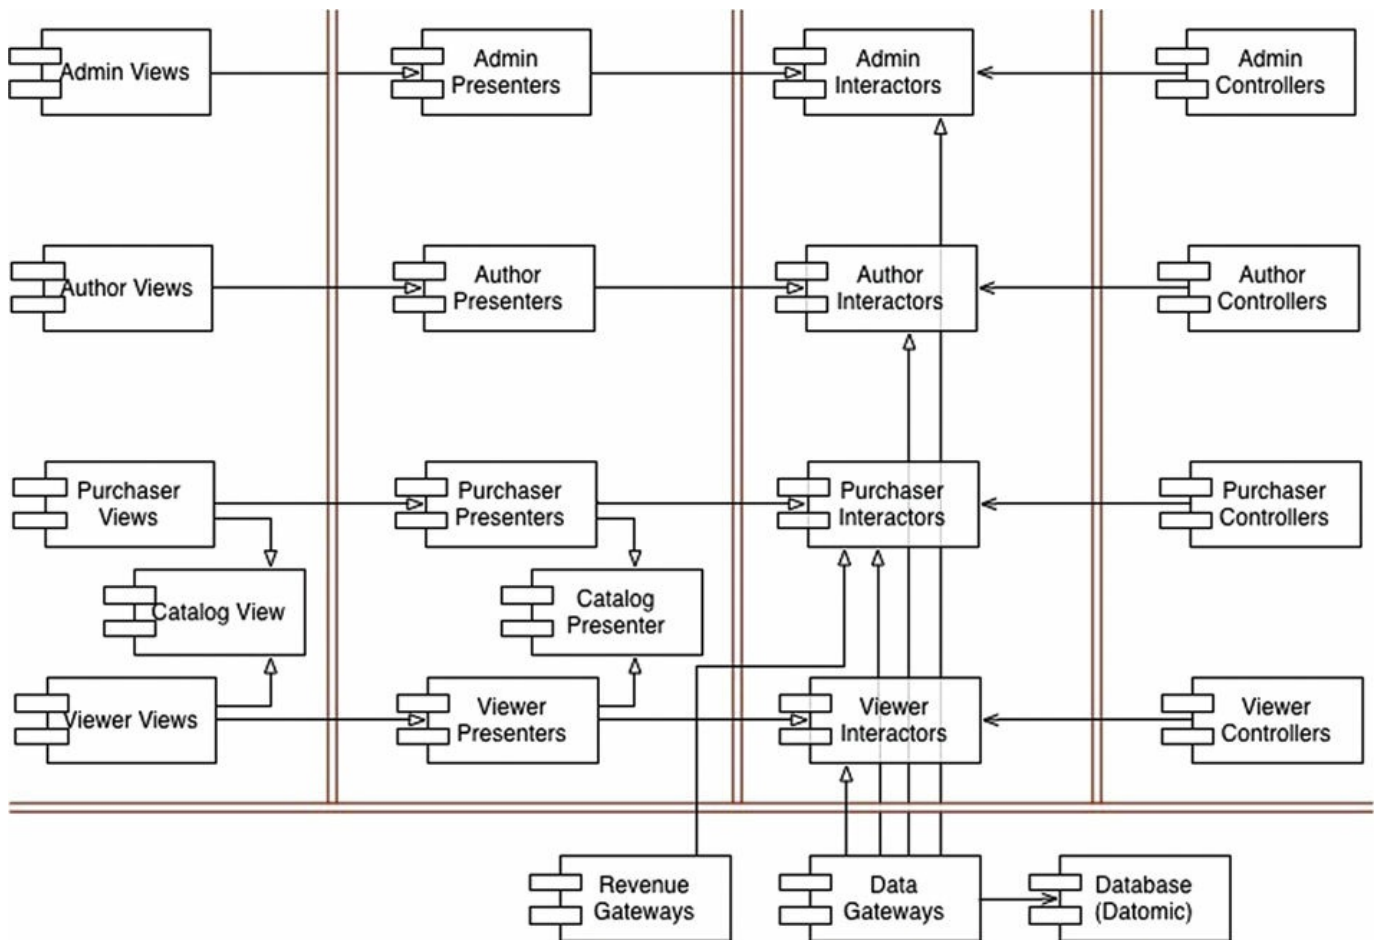 Admin Views
Admin
Presenters
Admin
Interactors
Admin
Controllers
Author Views
Author
Presenters
Author
Interactors
Author
Controllers
Purchaser
Views
Purchaser
Presenters
Purchaser
Interactors
Purchaser
Controllers
Catalog View
Catalog
Presenter
Viewer Views
Viewer
Presenters
Viewer
Interactors
Viewer
Controllers
Revenue
Gateways
Data
Gateways
Database
(Datomic)